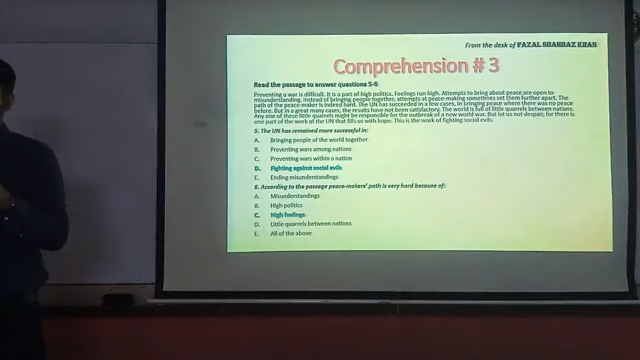 From the desk of FAZAL SHAHBAZ KHAN
Comprehension # 3
Read the passage to answer questions 5-6
Preventing a war is difficult. It is a part of high politics. Feelings run high. Attempts to bring about peace are open to
misunderstanding. Instead of bringing people together, attempts at peace-making sometimes set them further apart. The
path of the peace-maker is indeed hard. The UN has succeeded in a few cases, in bringing peace where there was no peace
before. But in a great many cases, the results have not been satisfactory. The world is full of little quarrels between nations.
Any one of these little quarrels might be responsible for the outbreak of a new world war. But let us not despair, for there is
one part of the work of the UN that fills us with hope. This is the work of fighting social evils.
5. The UN has remained more successful in:
A. Bringing people of the world together
B. Preventing wars among nations
C. Preventing wars within a nation
D. Fighting against social evils
E. Ending misunderstandings
6. According to the passage peace-makers' path is very hard because of:
A. Misunderstandings
B. High politics
C. High feelings
D. Little quarrels between nations
E. All of the above